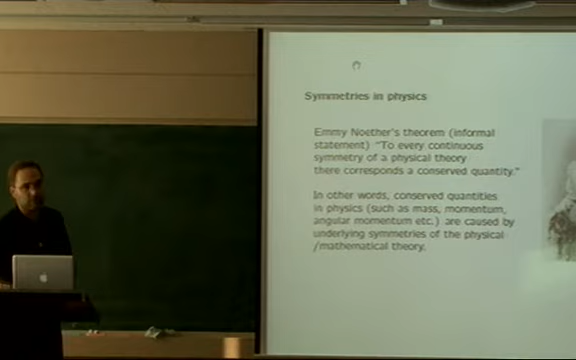 Symmetries in physics
Emmy Noether's theorem (informal
statement) "To every continuous
symmetry of a physical theory
there corresponds a conserved quantity."
In other words, conserved quantities
in physics (such as mass, momentum,
angular momentum etc.) are caused by
underlying symmetries of the physical
/mathematical theory.